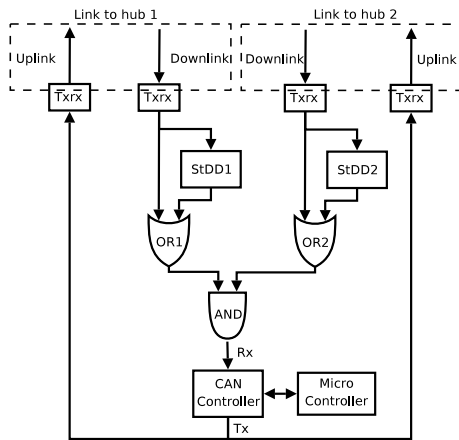 Link to hub 1
Link to hub 2
Uplink
Downlink
Downlink
Uplink
Txrx
Txrx
Txrx
Txrx
StDD1
StDD2
OR1
OR2
AND
Rx
CAN
Controller
Micro
Controller
Tx